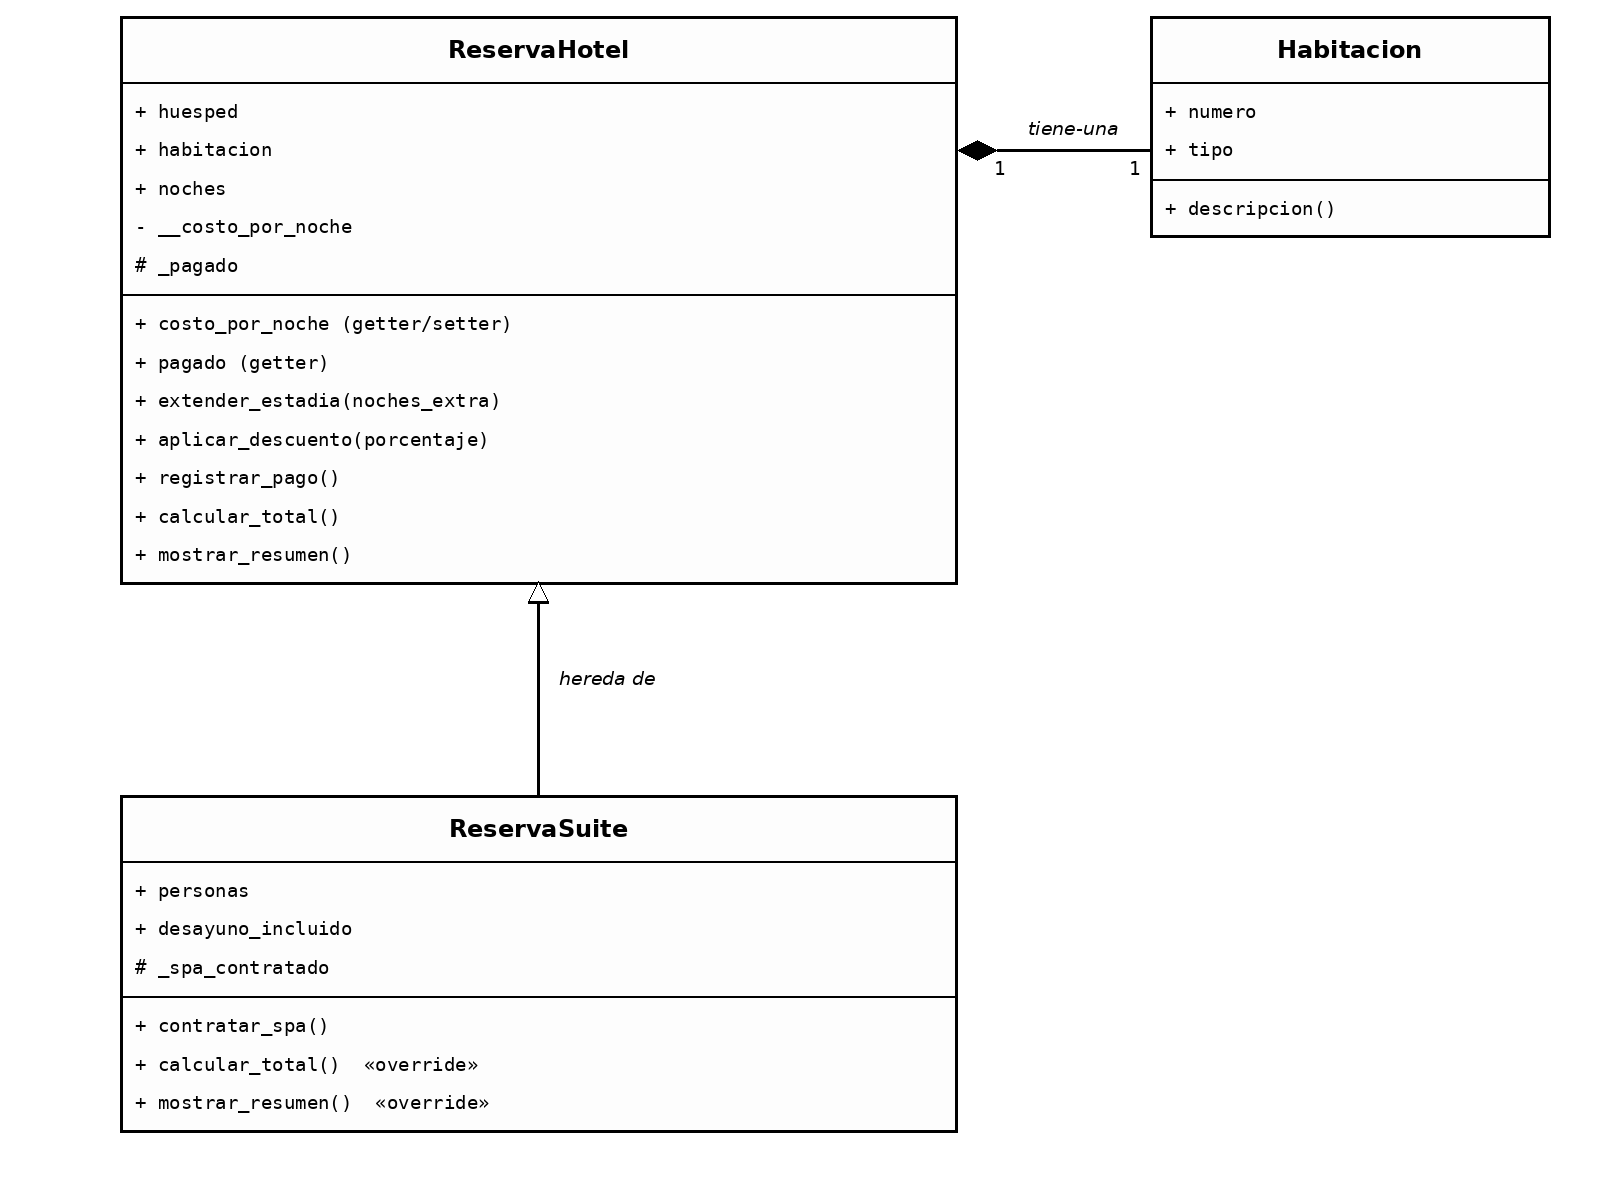 ReservaHotel
+ huesped
+ habitacion
+ noches
- __costo_por_noche
# _pagado
+ costo_por_noche (getter/setter)
+ pagado (getter)
+ extender_estadia(noches_extra)
+ aplicar_descuento(porcentaje)
+ registrar_pago()
+ calcular_total()
+ mostrar_resumen()
tiene-una
1
1
Habitacion
+ numero
+ tipo
+ descripcion()
hereda de
ReservaSuite
+ personas
+ desayuno_incluido
# _spa_contratado
+ contratar_spa()
+ calcular_total()  «override»
+ mostrar_resumen()  «override»